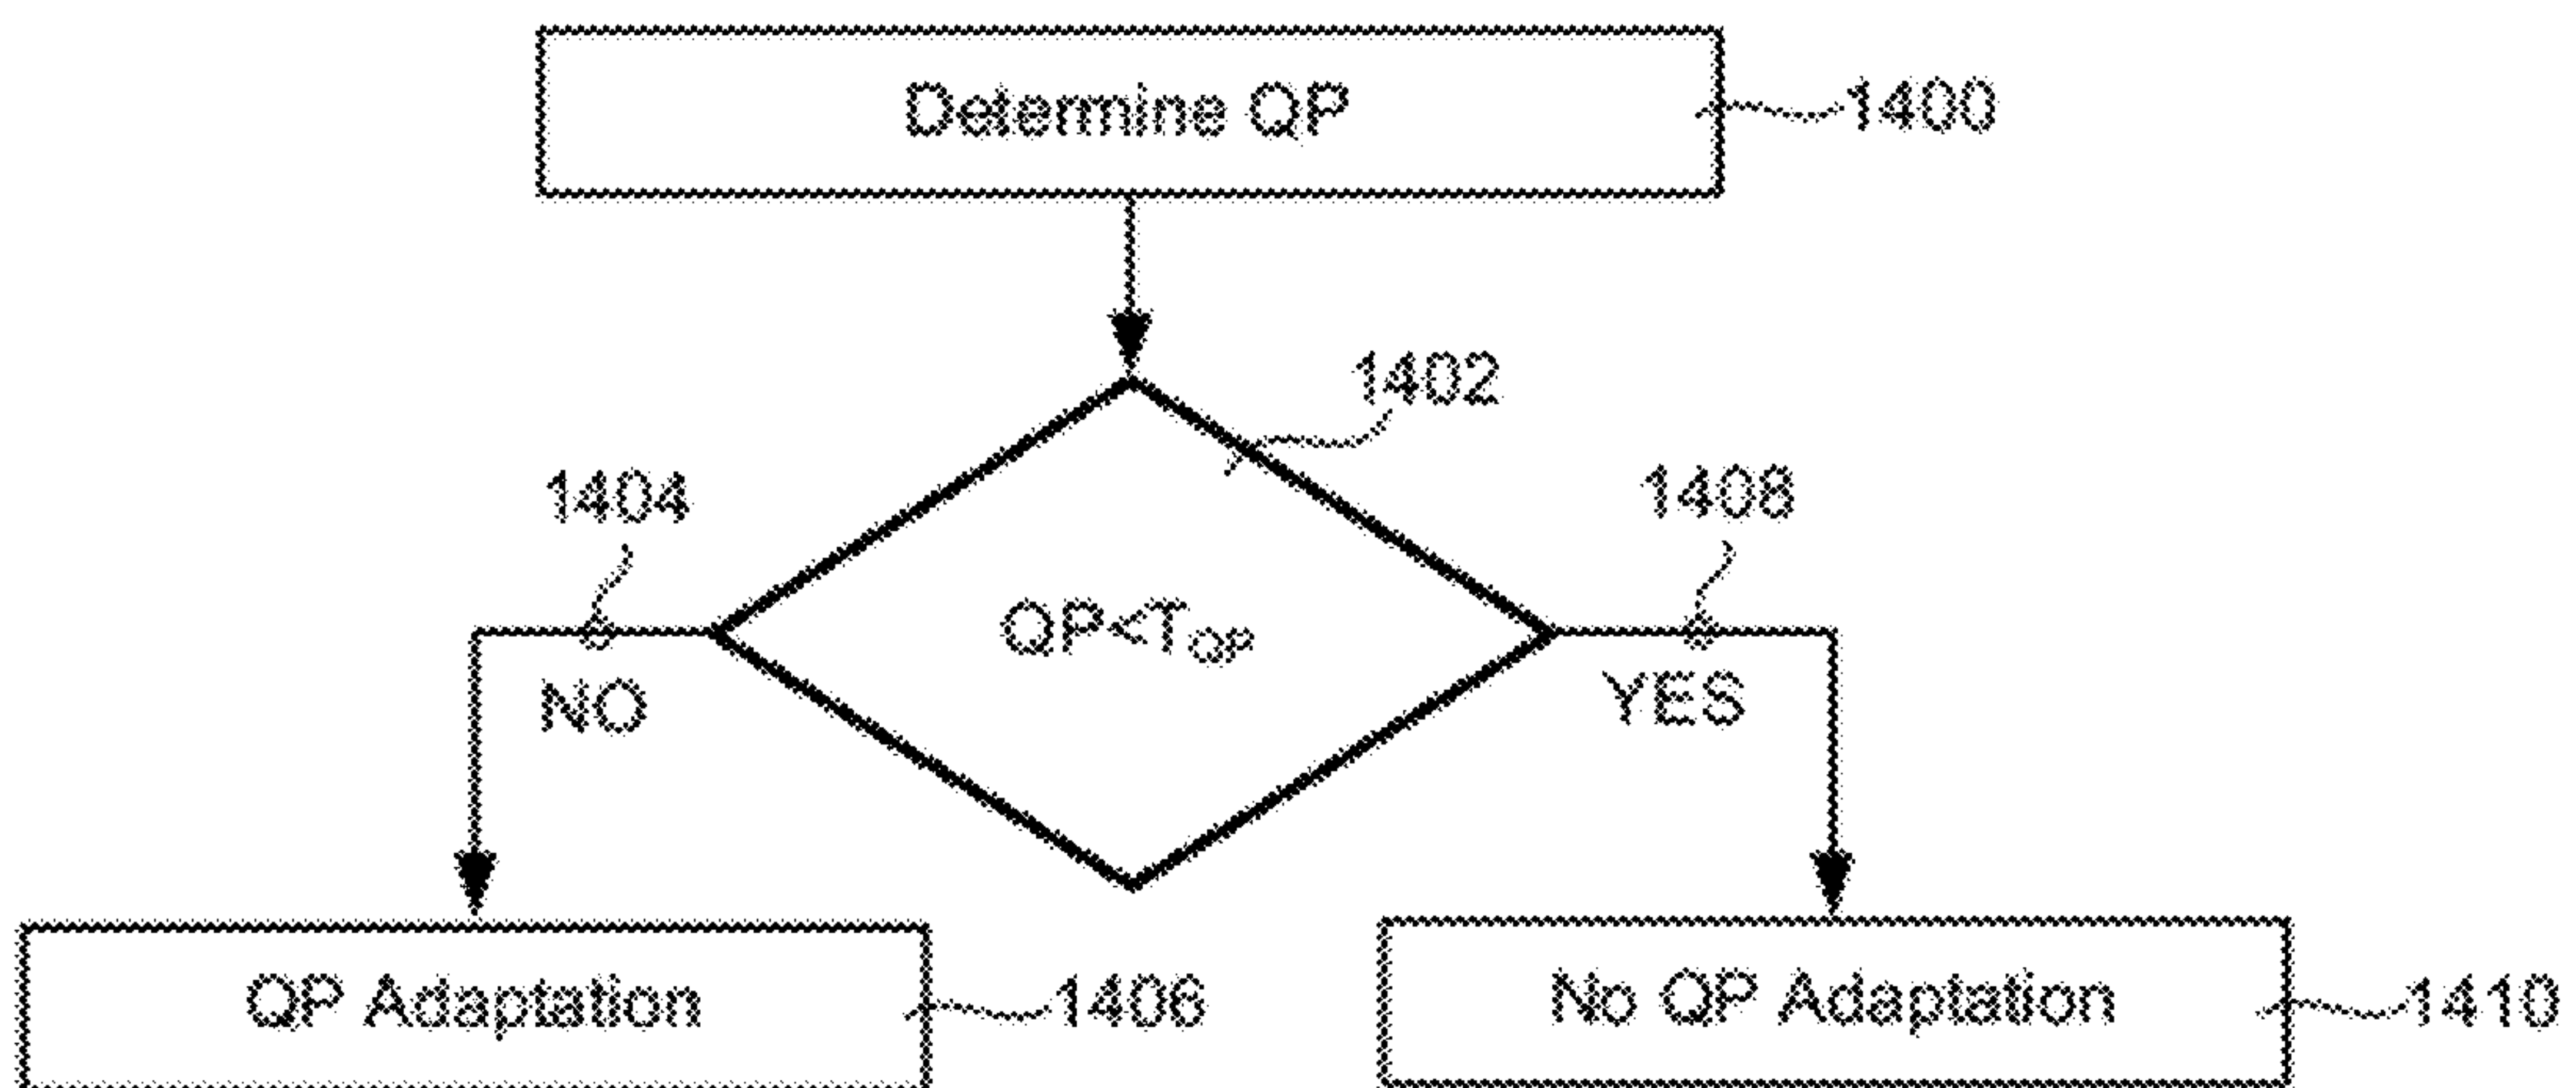 Determine QP
1400
1402
1404
1408
QP<T_QP
NO
YES
QP Adaptation
1406
No QP Adaptation
1410